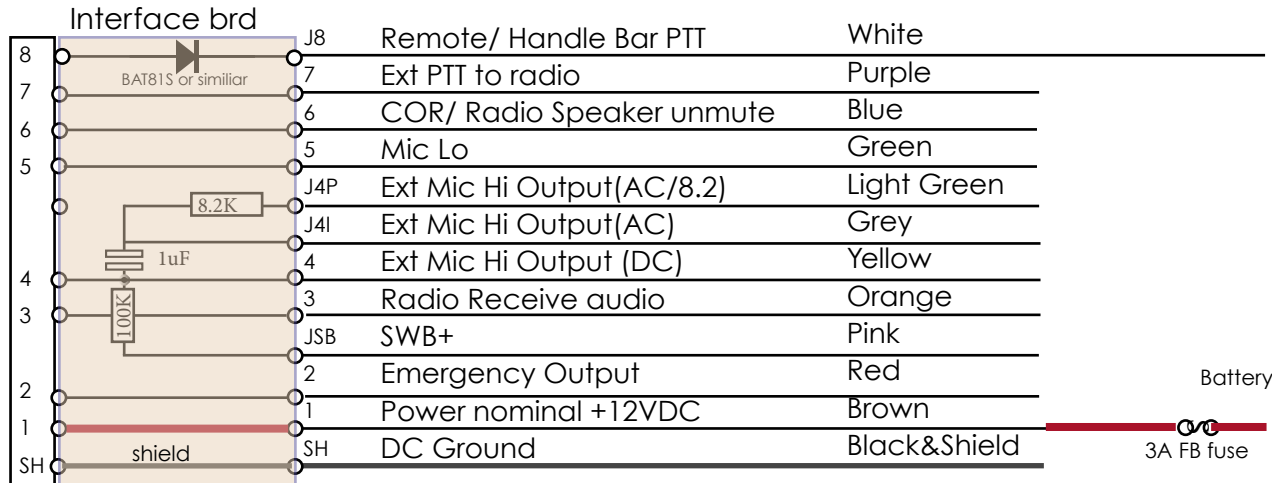 Interface brd
8 J8 Remote/ Handle Bar PTT White
BAT81S or similiar
7 7 Ext PTT to radio Purple
6 6 COR/ Radio Speaker unmute Blue
5 5 Mic Lo Green
8.2K J4P Ext Mic Hi Output(AC/8.2) Light Green
J4I Ext Mic Hi Output(AC) Grey
1uF
4 4 Ext Mic Hi Output (DC) Yellow
3 100K 3 Radio Receive audio Orange
JSB SWB+ Pink
2 2 Emergency Output Red Battery
1 1 Power nominal +12VDC Brown
SH shield SH DC Ground Black&Shield 3A FB fuse